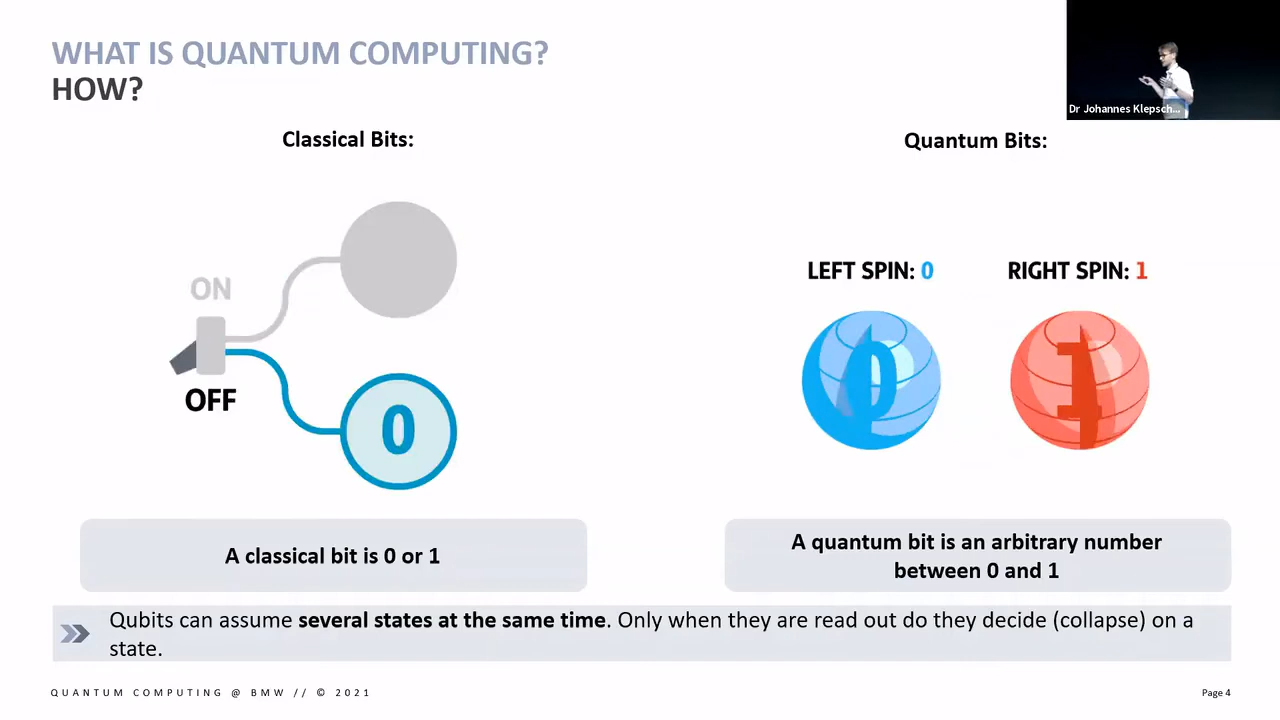 WHAT IS QUANTUM COMPUTING?
HOW?
Dr Johannes Klepsch...
Classical Bits:
Quantum Bits:
ON
OFF
0
LEFT SPIN: 0
RIGHT SPIN: 1
0
1
A classical bit is 0 or 1
A quantum bit is an arbitrary number
between 0 and 1
Qubits can assume several states at the same time. Only when they are read out do they decide (collapse) on a
state.
QUANTUM COMPUTING @ BMW // © 2021
Page 4